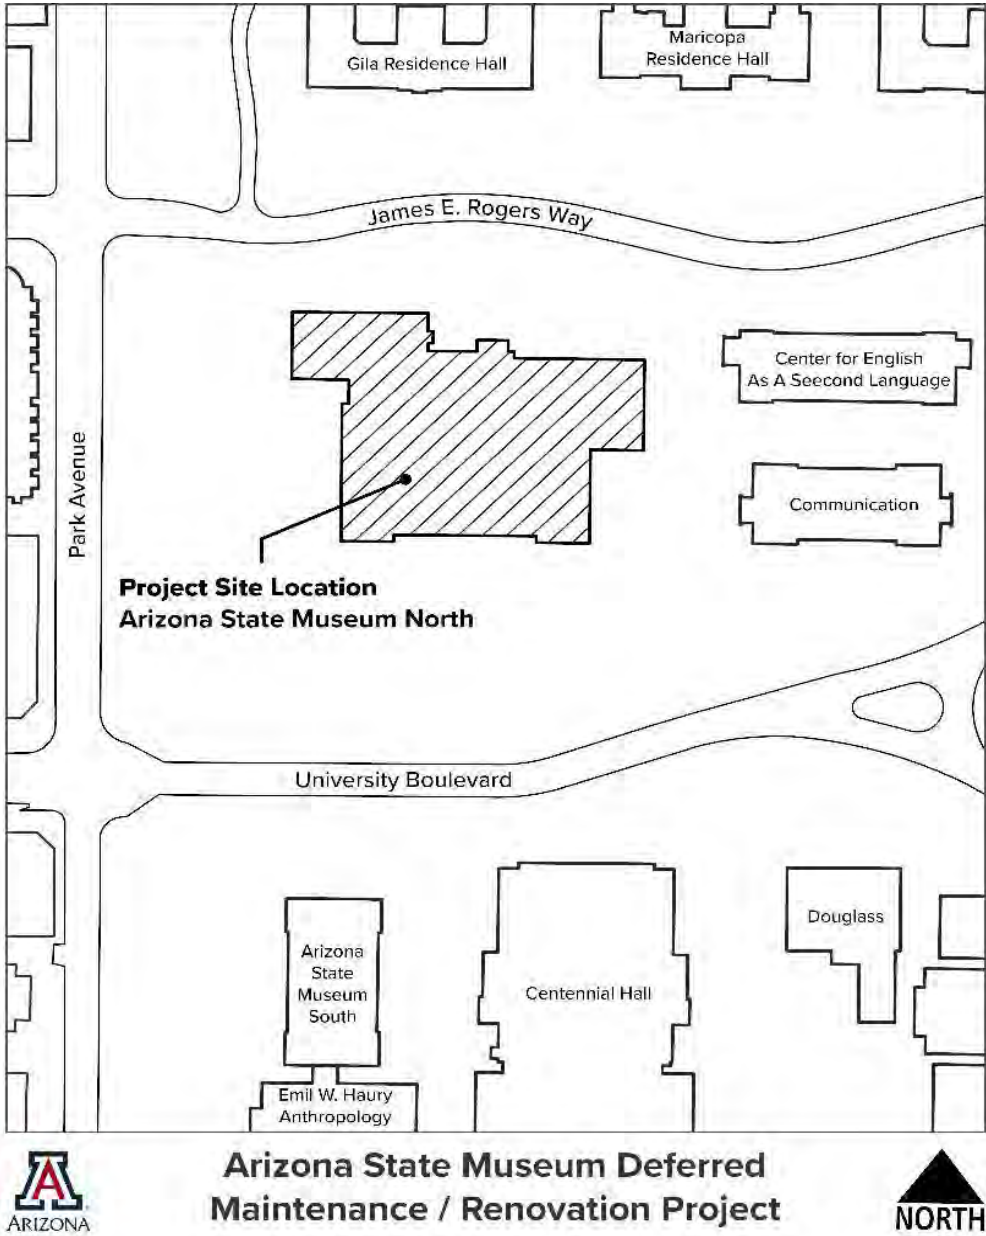 Gila Residence Hall
Maricopa
Residence Hall
James E. Rogers Way
Center for English
As A Seecond Language
Communication
Park Avenue
Project Site Location
Arizona State Museum North
University Boulevard
Arizona
State
Museum
South
Centennial Hall
Douglass
Emil W. Haury
Anthropology
A
ARIZONA
Arizona State Museum Deferred
Maintenance / Renovation Project
NORTH